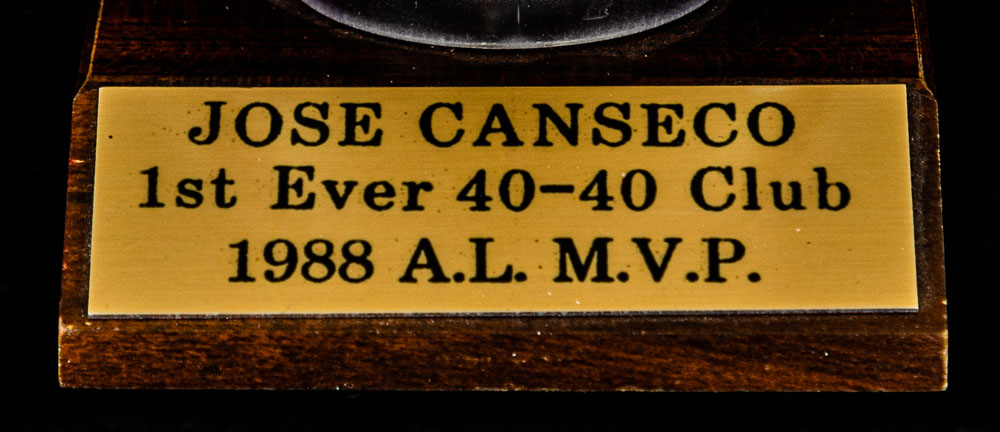 JOSE CANSECO
1st Ever 40-40 Club
1988 A.L. M.V.P.